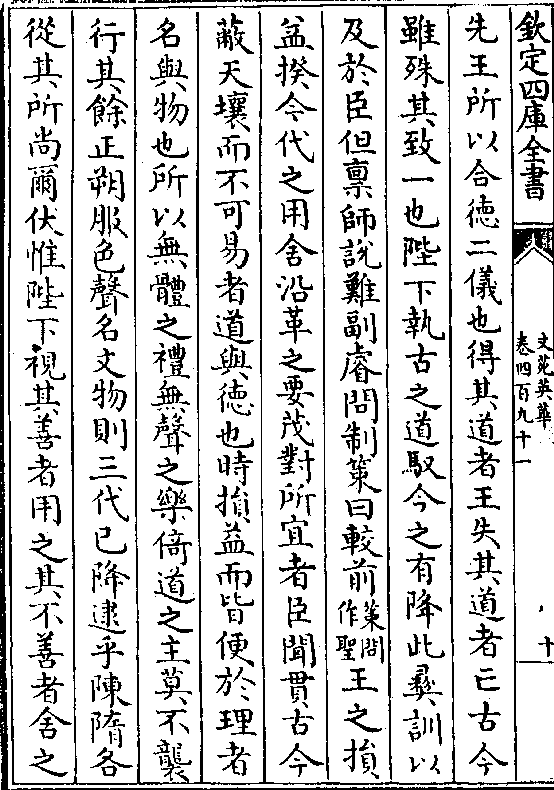 欽定四庫全書
文苑英華
卷四百九十一
十
先王所以合徳二儀也得其道者王失其道者亡古今
雖殊其致一也陛下執古之道馭今之有降此彞訓以
及於臣但稟師說難副睿問制策曰較前策問作聖王之損
益揆今代之用舍沿革之要茂對所宜者臣聞貫古今
蔽天壤而不可易者道與徳也時損益而皆便於理者
名與物也所以無體之禮無聲之樂倚道之主莫不襲
行其餘正朔服色聲名文物則三代已降逮乎陳隋各
從其所尚爾伏惟陛下視其善者用之其不善者舍之